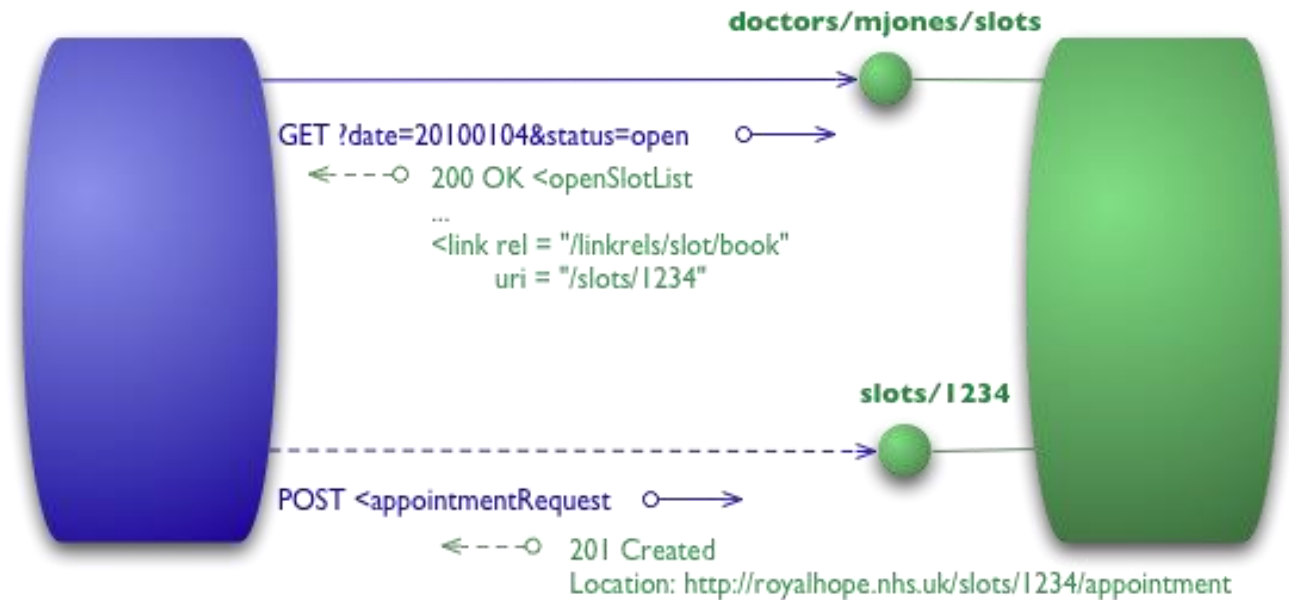 doctors/mjones/slots
GET ?date=20100104&status=open
200 OK <openSlotList
...
<link rel = "/linkrels/slot/book"
uri = "/slots/1234"
slots/1234
POST <appointmentRequest
201 Created
Location: http://royalhope.nhs.uk/slots/1234/appointment